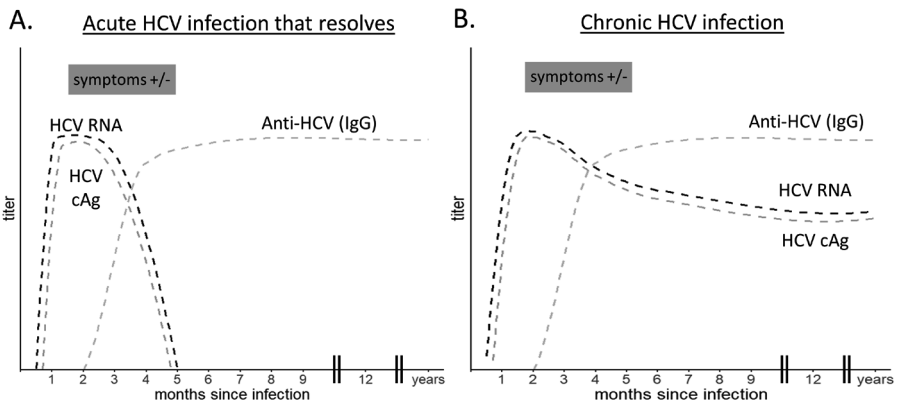 A.
Acute HCV infection that resolves
symptoms +/-
HCV RNA
Anti-HCV (IgG)
HCV
cAg
titer
1 2 3 4 5 6 7 8 9 12 years
months since infection
B.
Chronic HCV infection
symptoms +/-
Anti-HCV (IgG)
HCV RNA
HCV cAg
titer
1 2 3 4 5 6 7 8 9 12 years
months since infection